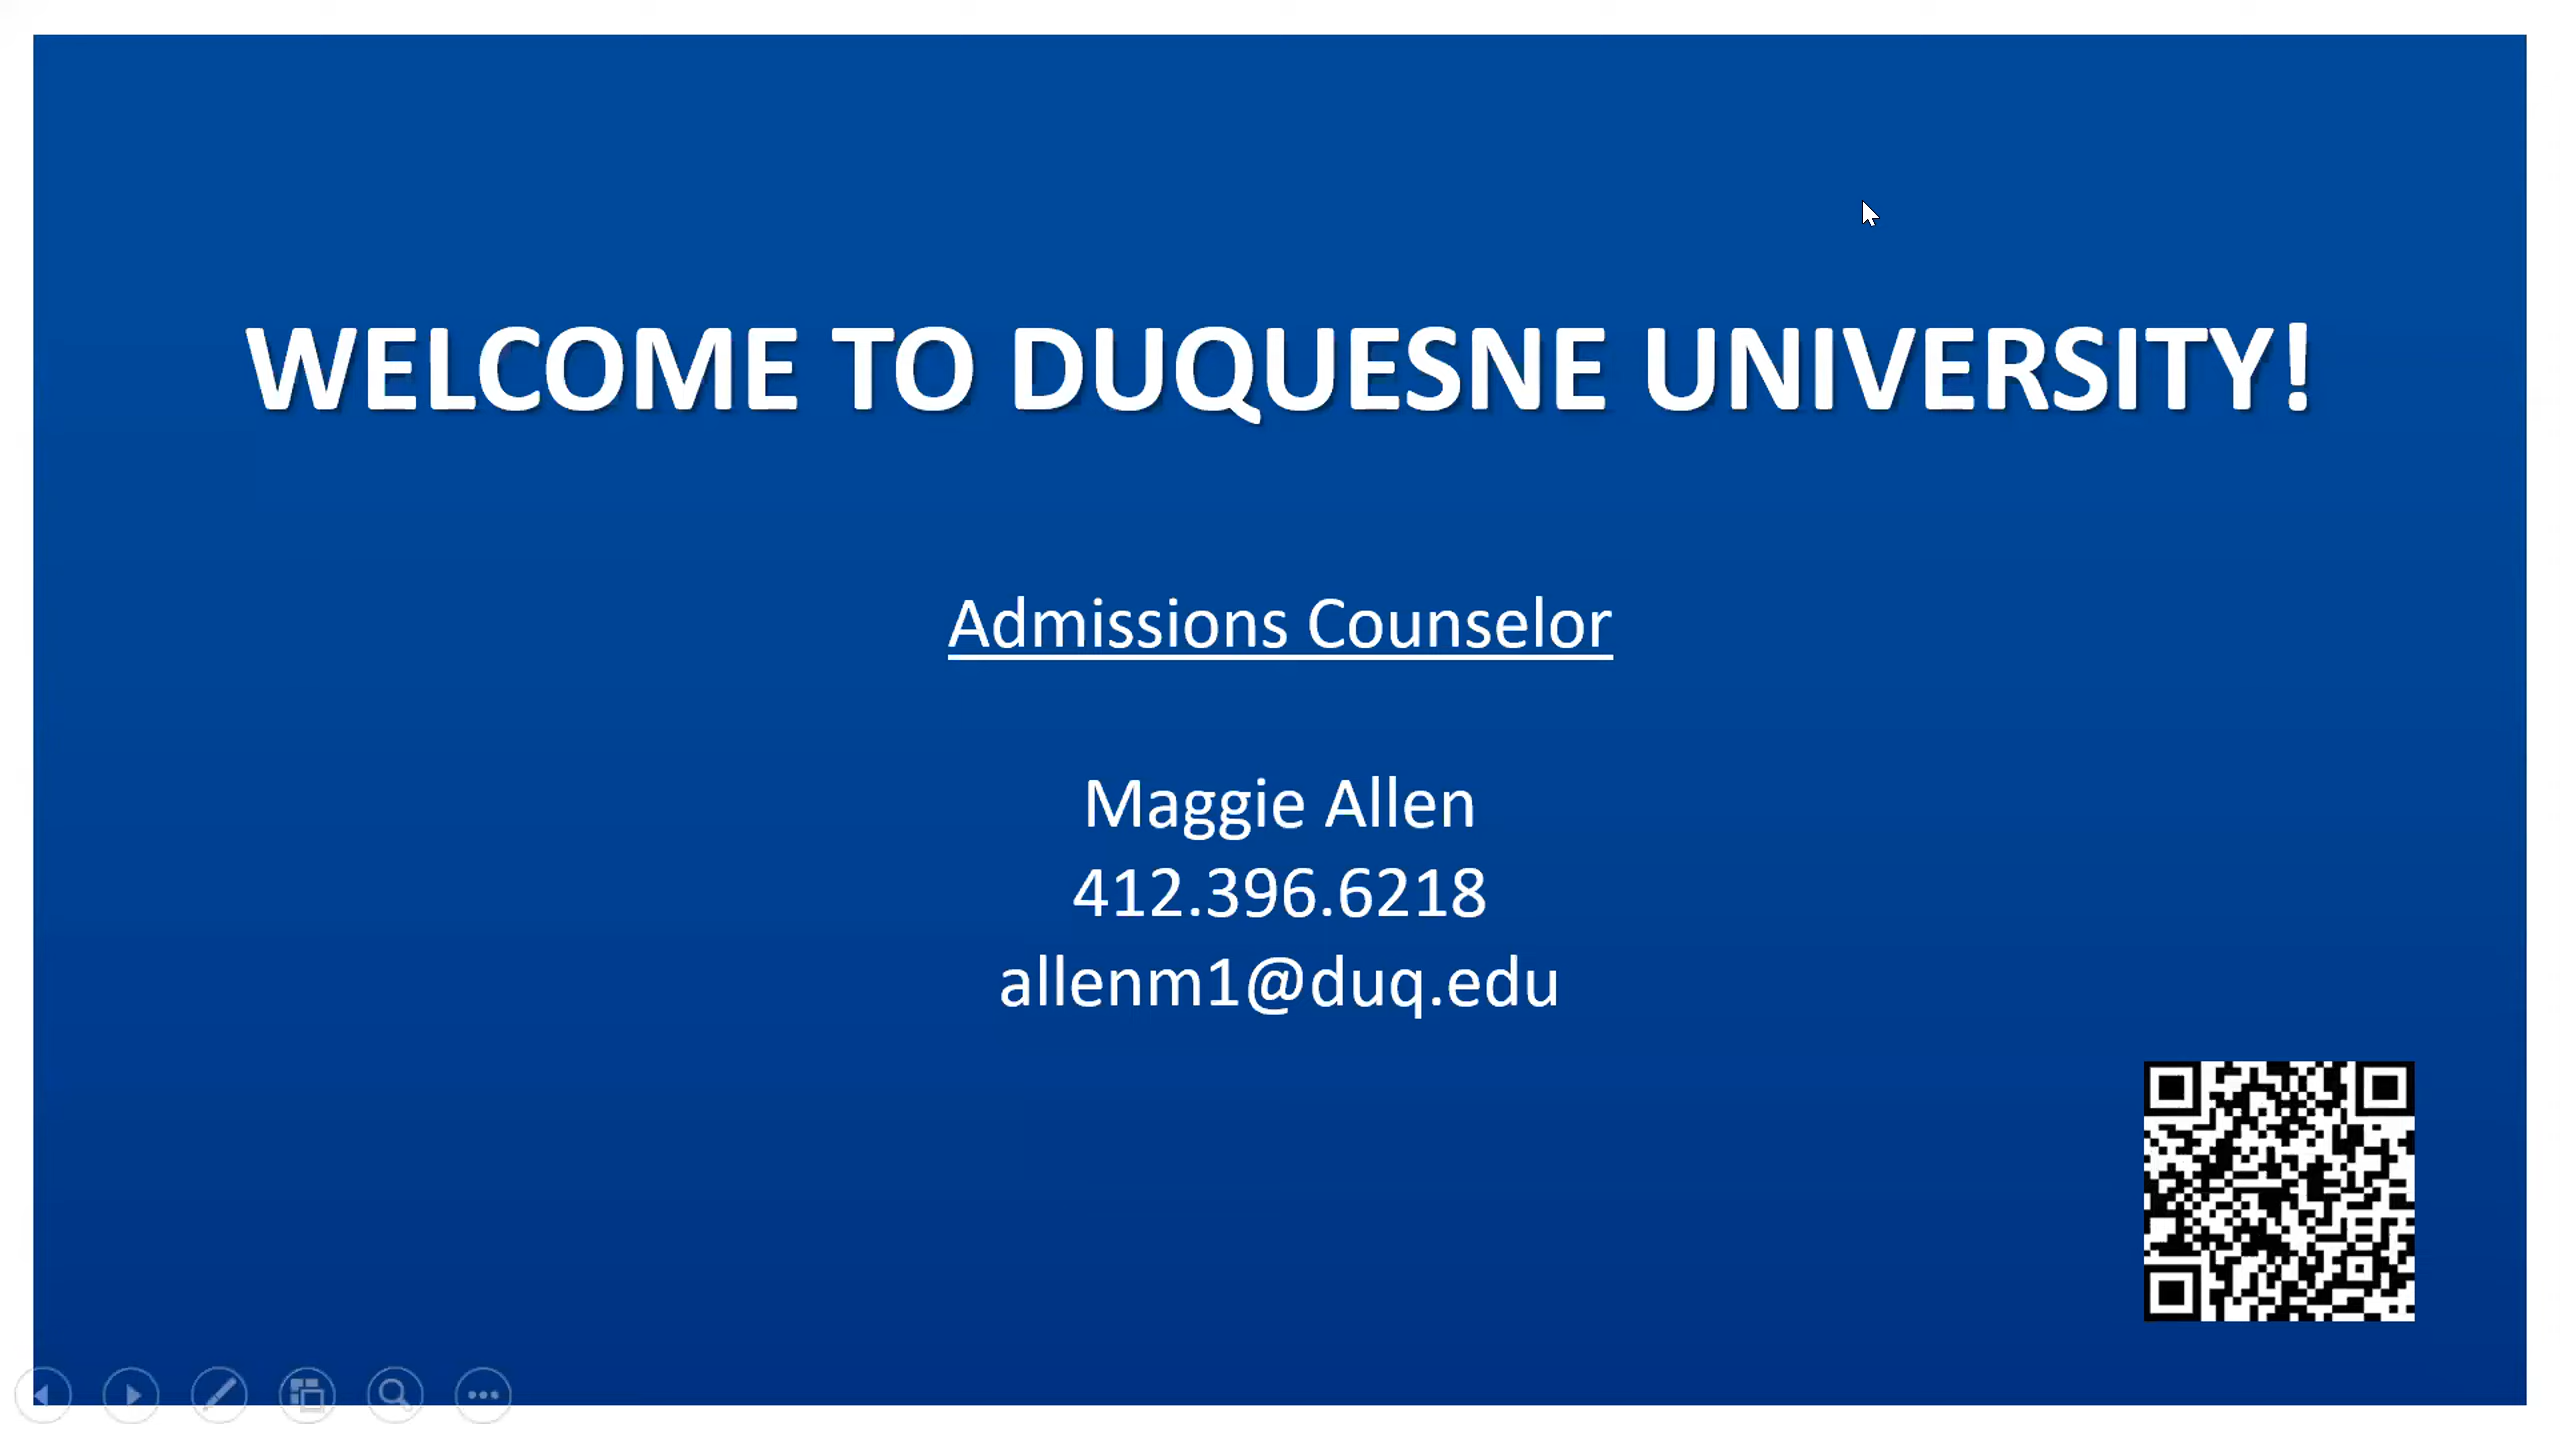 WELCOME TO DUQUESNE UNIVERSITY!
Admissions Counselor
Maggie Allen
412.396.6218
allenm1@duq.edu